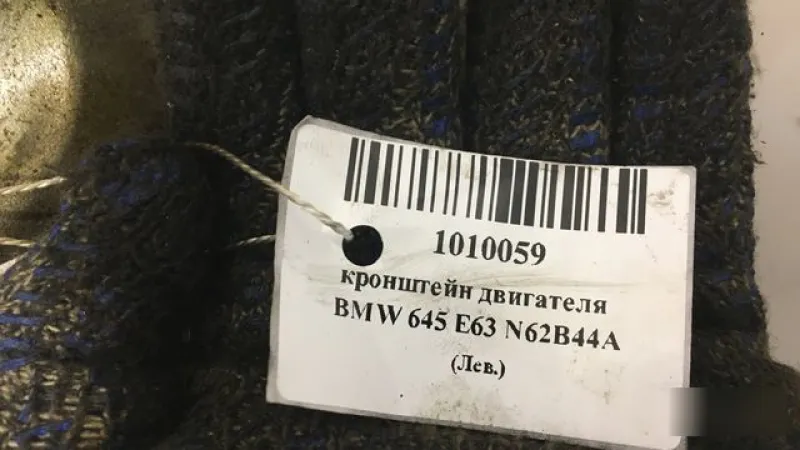 1010059
кронштейн двигателя
BMW 645 E63 N62B44A
(Лев.)